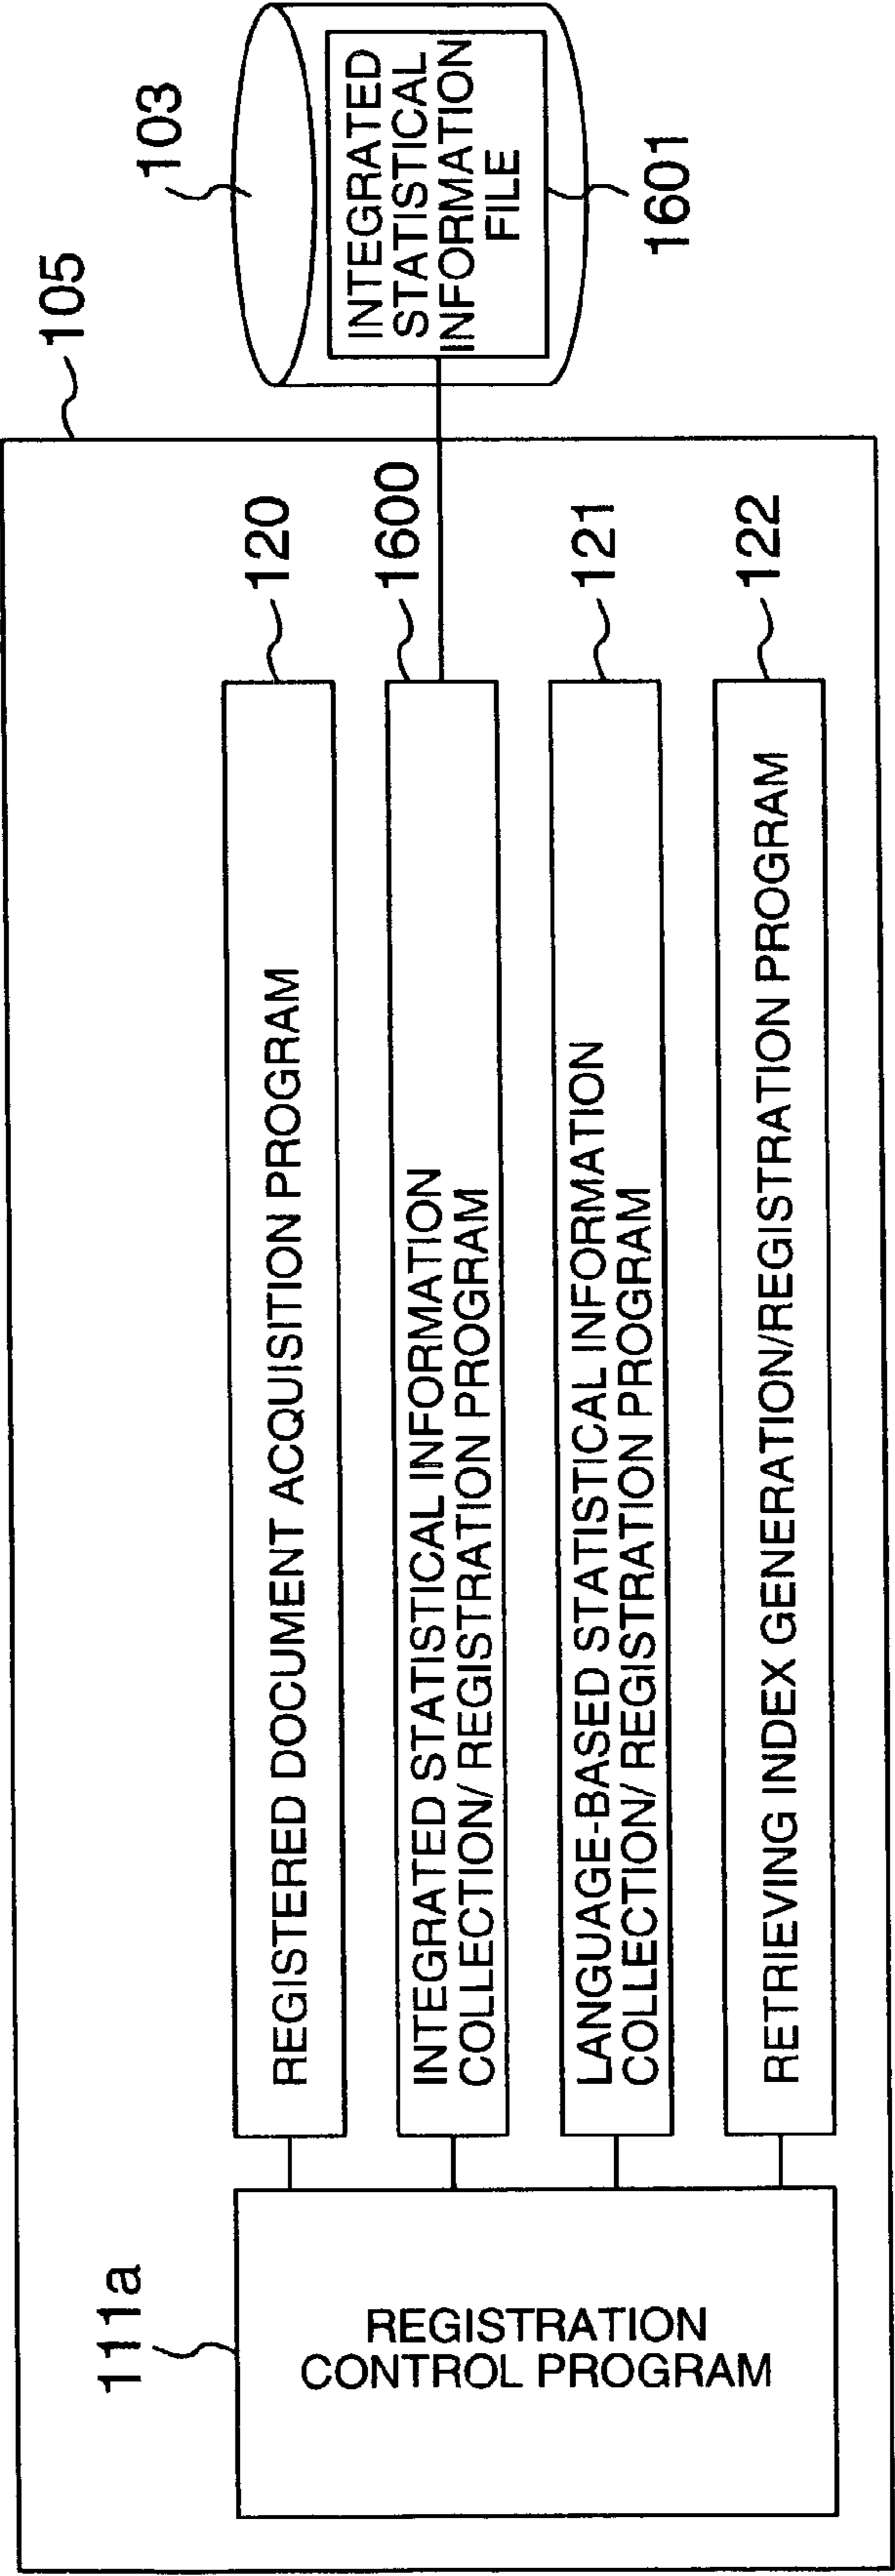 105
103
INTEGRATED
STATISTICAL
INFORMATION
FILE
1601
111a
REGISTRATION
CONTROL PROGRAM
REGISTERED DOCUMENT ACQUISITION PROGRAM
120
INTEGRATED STATISTICAL INFORMATION
COLLECTION/ REGISTRATION PROGRAM
1600
LANGUAGE-BASED STATISTICAL INFORMATION
COLLECTION/ REGISTRATION PROGRAM
121
RETRIEVING INDEX GENERATION/REGISTRATION PROGRAM
122